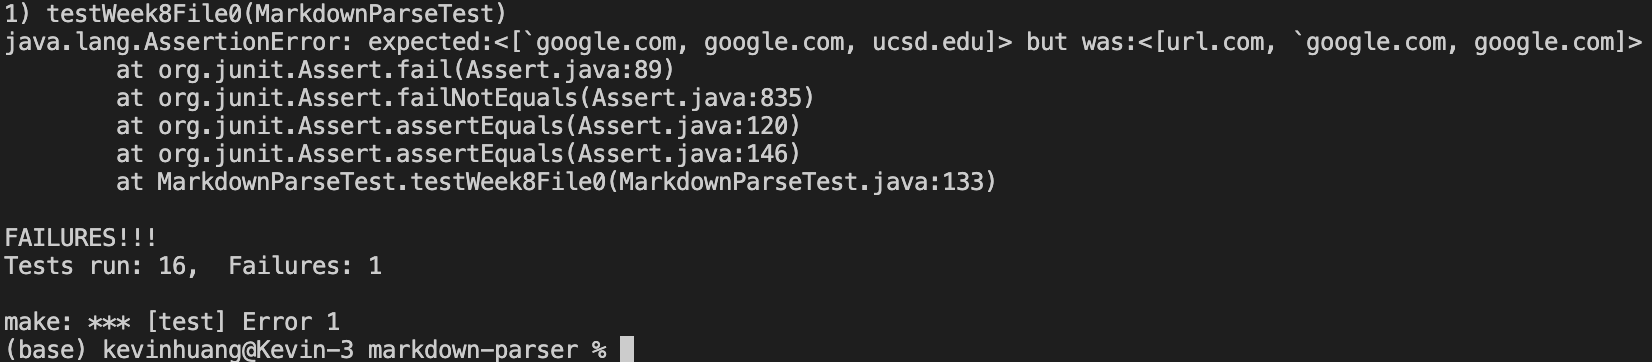 1) testWeek8File0(MarkdownParseTest)
java.lang.AssertionError: expected:<[`google.com, google.com, ucsd.edu]> but was:<[url.com, `google.com, google.com]>
        at org.junit.Assert.fail(Assert.java:89)
        at org.junit.Assert.failNotEquals(Assert.java:835)
        at org.junit.Assert.assertEquals(Assert.java:120)
        at org.junit.Assert.assertEquals(Assert.java:146)
        at MarkdownParseTest.testWeek8File0(MarkdownParseTest.java:133)
FAILURES!!!
Tests run: 16,  Failures: 1
make: *** [test] Error 1
(base) kevinhuang@Kevin-3 markdown-parser %